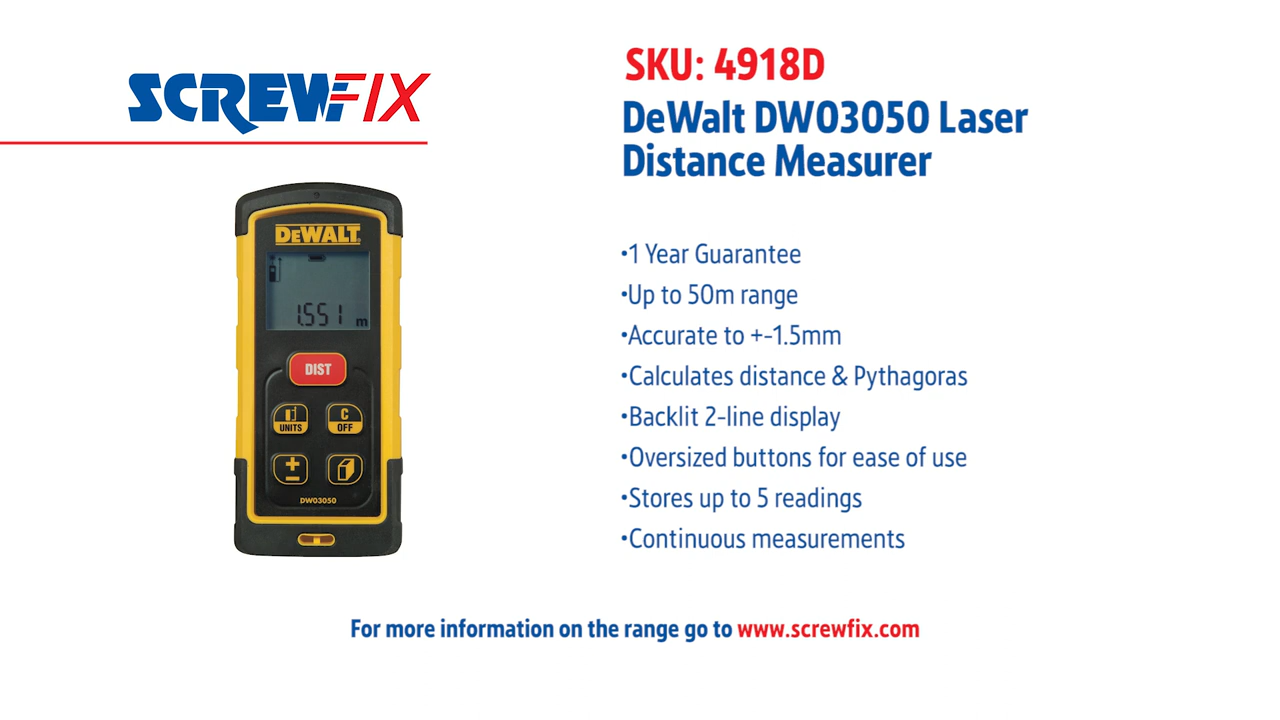 SCREWFIX
SKU: 4918D
DeWalt DW03050 Laser
Distance Measurer
DEWALT
1.551 m
DIST
UNITS
C
OFF
+
−
DW03050
•1 Year Guarantee
•Up to 50m range
•Accurate to +-1.5mm
•Calculates distance & Pythagoras
•Backlit 2-line display
•Oversized buttons for ease of use
•Stores up to 5 readings
•Continuous measurements
For more information on the range go to www.screwfix.com